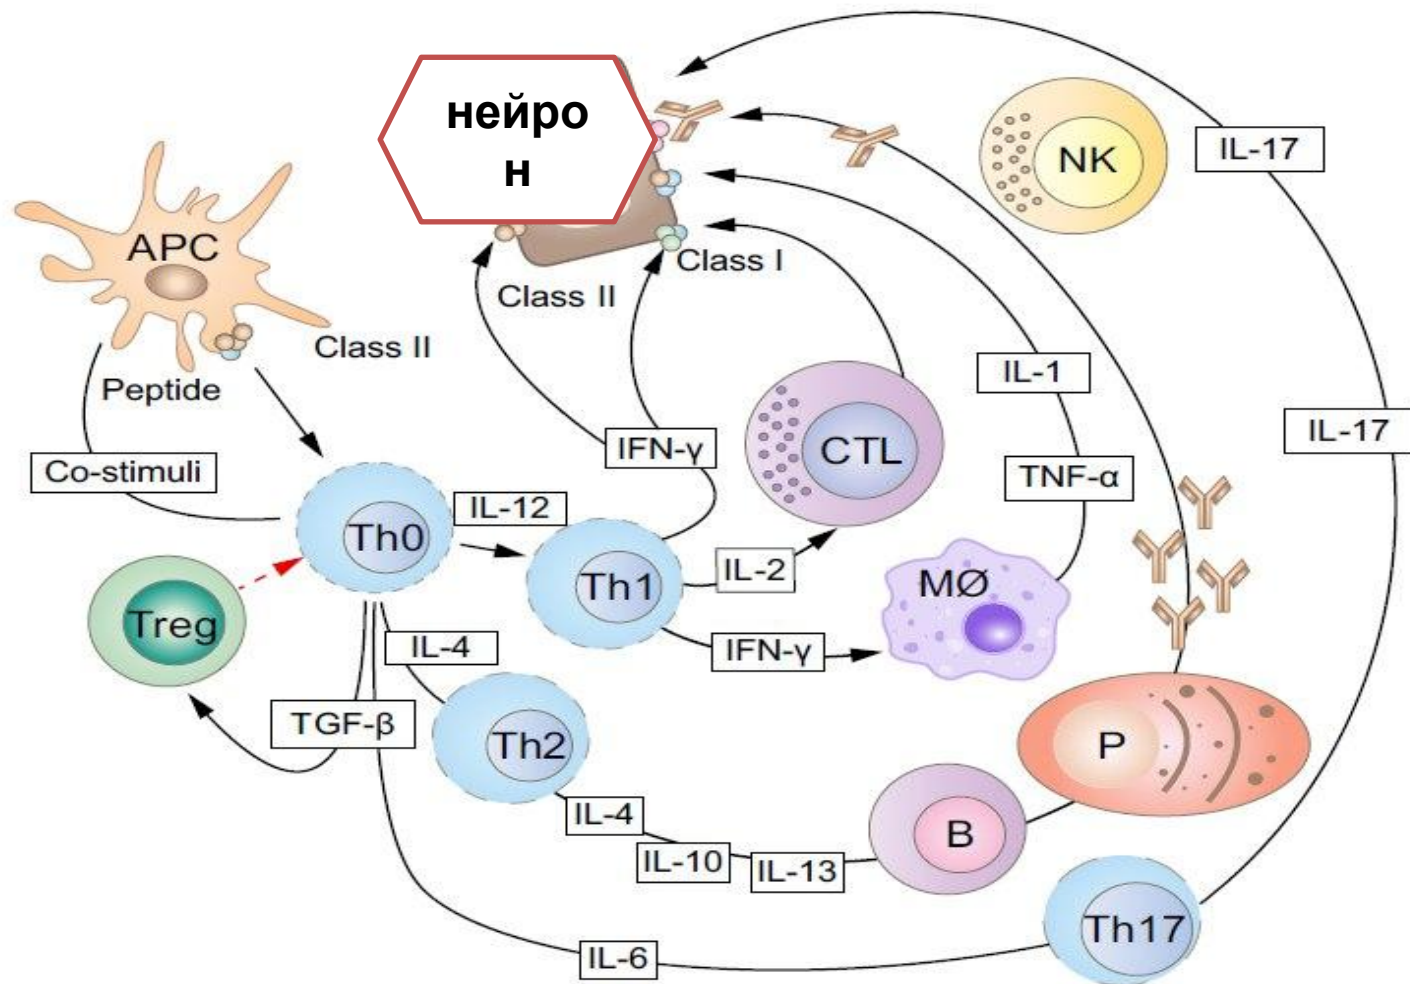 нейро
н
IL-17
NK
APC
Class I
Class II
Class II
Peptide
IL-1
IL-17
IFN-γ
CTL
Co-stimuli
TNF-α
IL-12
Th0
Th1
IL-2
MØ
Treg
IL-4
IFN-γ
TGF-β
Th2
P
IL-4
B
IL-10
IL-13
Th17
IL-6